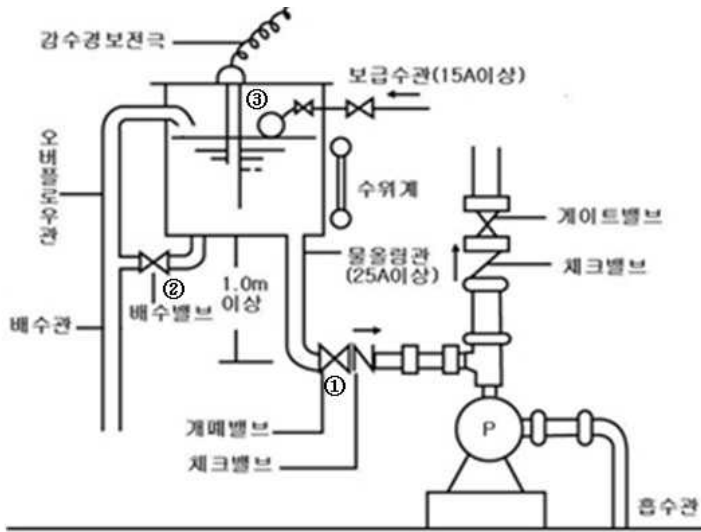 감수경보전극
보급수관(15A이상)
③
오버플로우관
수위계
게이트밸브
물올림관
(25A이상)
체크밸브
②
1.0m
이상
배수밸브
배수관
①
개폐밸브
체크밸브
P
흡수관